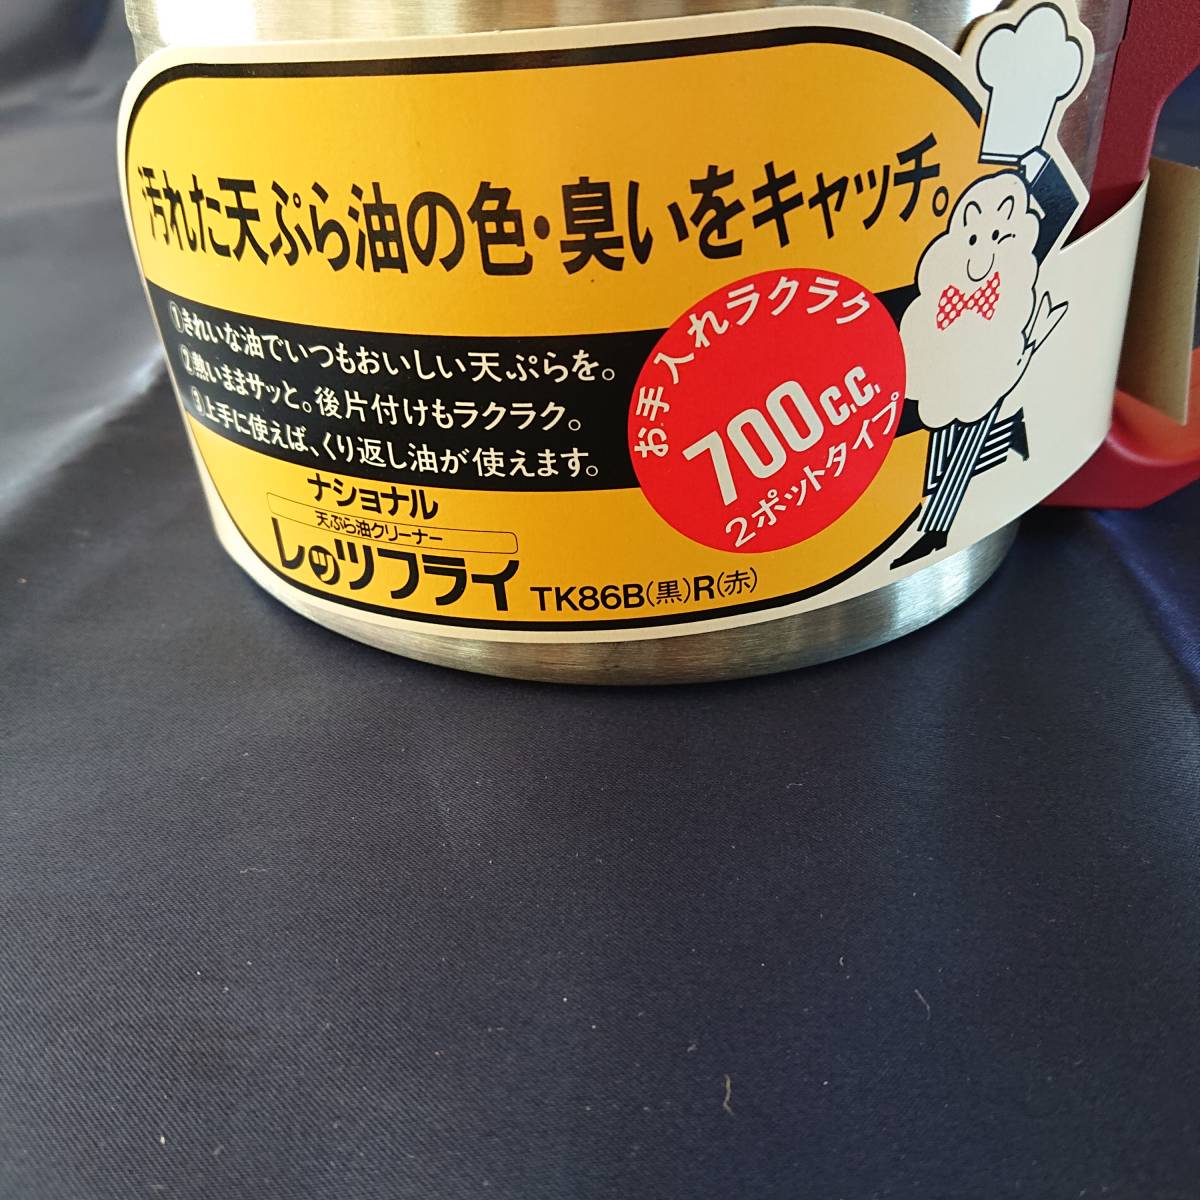 汚れた天ぷら油の色・臭いをキャッチ。
①きれいな油でいつもおいしい天ぷらを。
②熱いままサッと。後片付けもラクラク。
③上手に使えば、くり返し油が使えます。
お手入れラクラク
700c.c.
2ポットタイプ
ナショナル
天ぷら油クリーナー
レッツフライ TK86B(黒)R(赤)